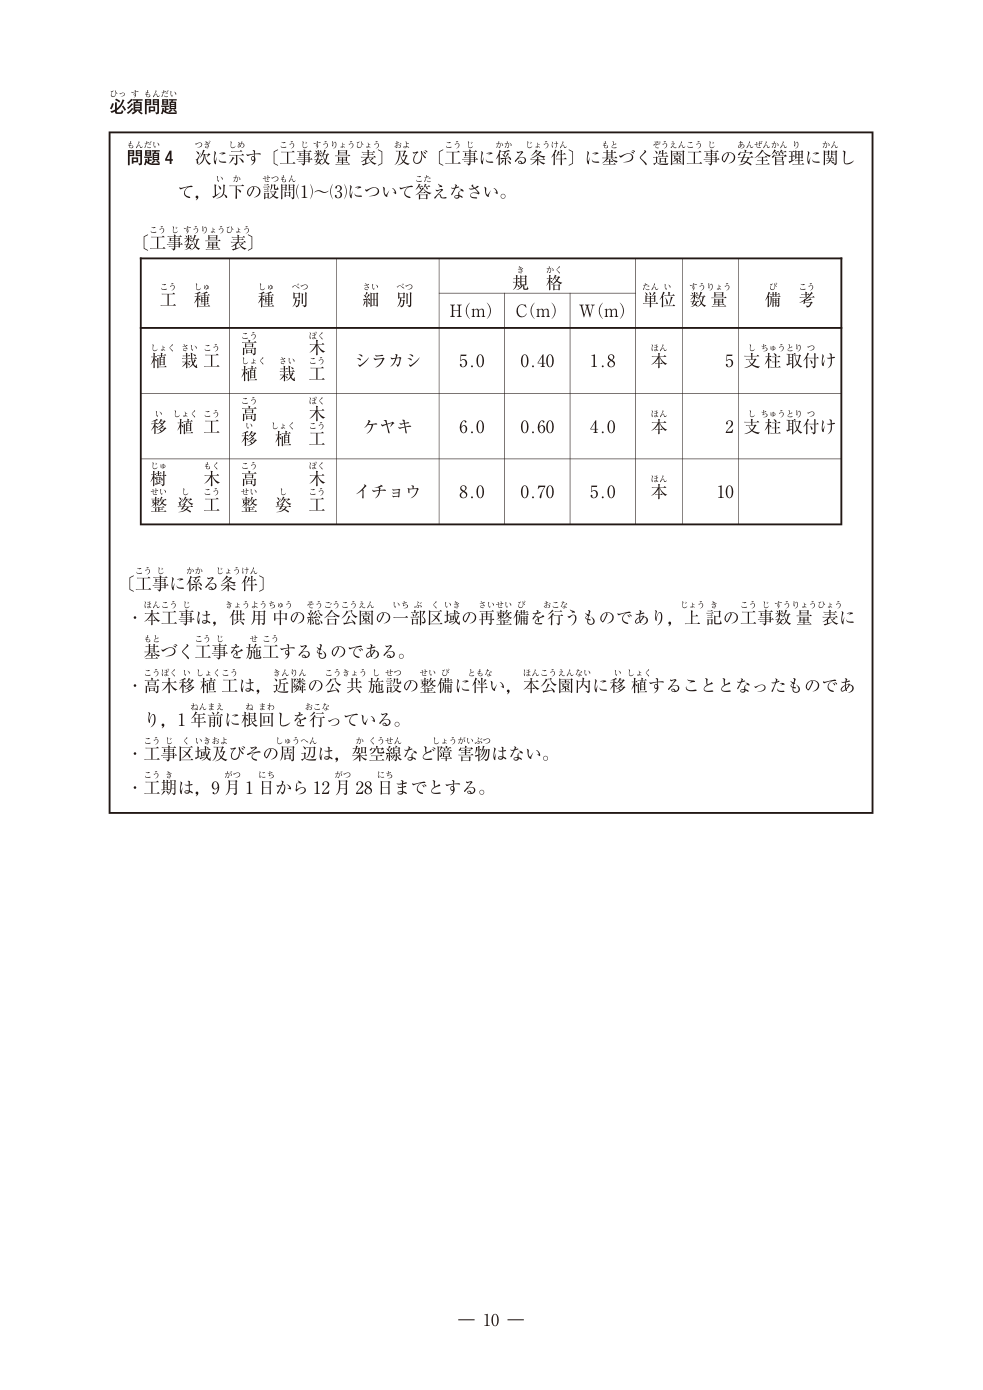 必須問題
問題4 次に示す〔工事数量表〕及び〔工事に係る条件〕に基づく造園工事の安全管理に関し
て，以下の設問(1)～(3)について答えなさい。
〔工事数量表〕
工種 種別 細別 規格 単位 数量 備考
H(m) C(m) W(m)
植栽工 高木植栽工 シラカシ 5.0 0.40 1.8 本 5 支柱取付け
移植工 高木移植工 ケヤキ 6.0 0.60 4.0 本 2 支柱取付け
樹木整姿工 高木整姿工 イチョウ 8.0 0.70 5.0 本 10
〔工事に係る条件〕
・本工事は，供用中の総合公園の一部区域の再整備を行うものであり，上記の工事数量表に
基づく工事を施工するものである。
・高木移植工は，近隣の公共施設の整備に伴い，本公園内に移植することとなったものであ
り，1年前に根回しを行っている。
・工事区域及びその周辺は，架空線など障害物はない。
・工期は，9月1日から12月28日までとする。
― 10 ―